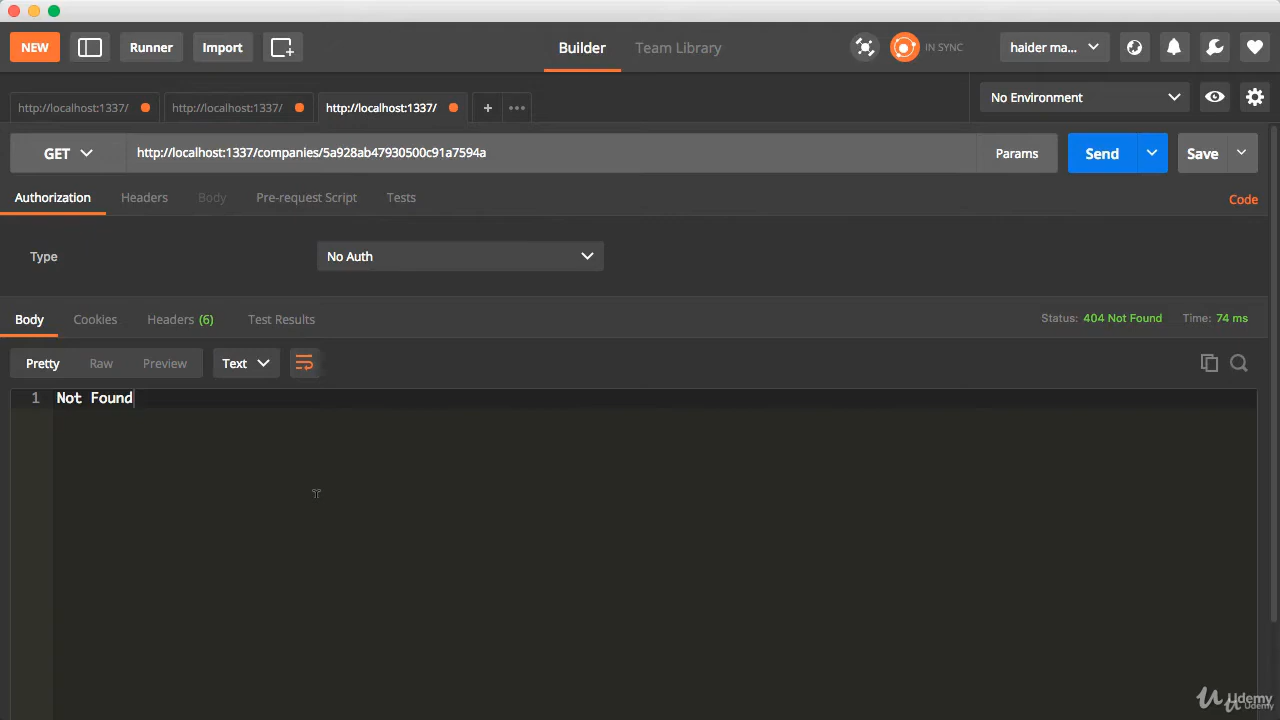 NEW
Runner
Import
Builder
Team Library
IN SYNC
haider ma...
http://localhost:1337/
http://localhost:1337/
http://localhost:1337/
+
•••
No Environment
GET
http://localhost:1337/companies/5a928ab47930500c91a7594a
Params
Send
Save
Authorization
Headers
Body
Pre-request Script
Tests
Code
Type
No Auth
Body
Cookies
Headers (6)
Test Results
Status: 404 Not Found
Time: 74 ms
Pretty
Raw
Preview
Text
1 Not Found
Udemy
Udemy